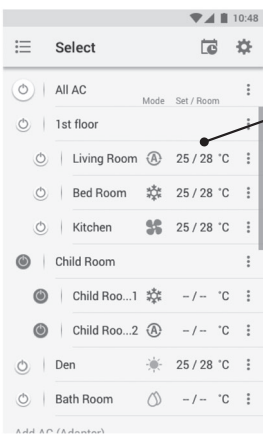 10:48
Select
All AC
Mode Set / Room
1st floor
Living Room A 25 / 28 °C
Bed Room 25 / 28 °C
Kitchen 25 / 28 °C
Child Room
Child Roo...1 -- / -- °C
Child Roo...2 A -- / -- °C
Den 25 / 28 °C
Bath Room -- / -- °C
Add AC (Adapter)